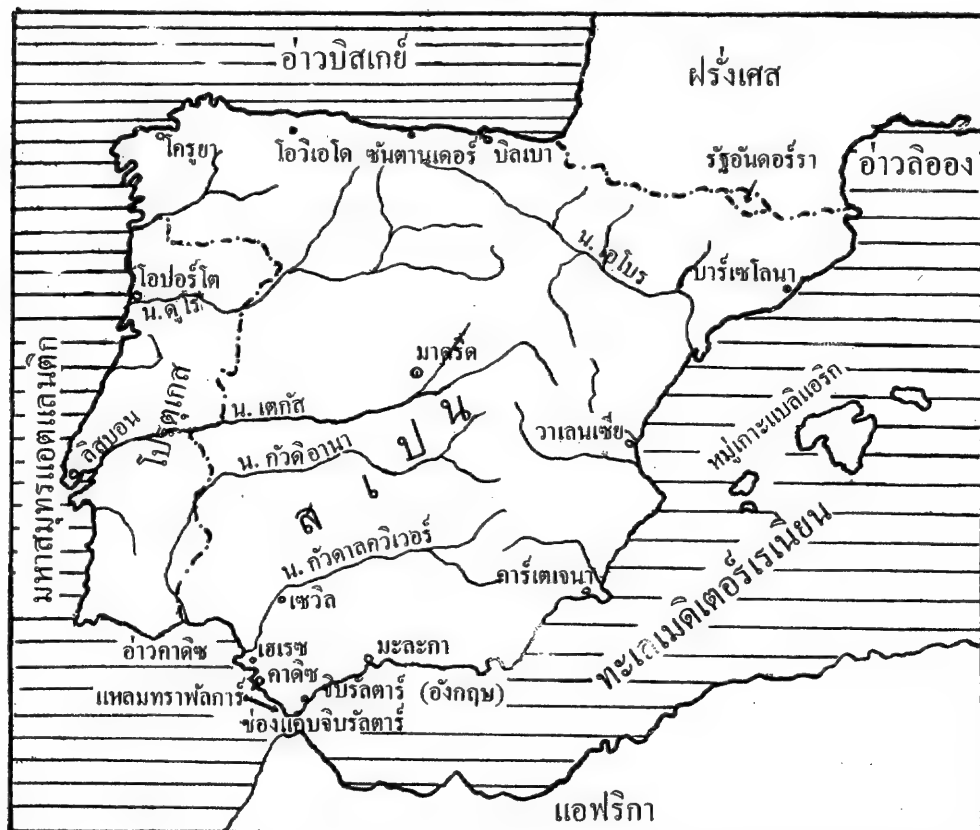 อ่าวบิสเกย์
ฝรั่งเศส
โครูยา
โอวีเอโด
ซันตานเดอร์
บิลเบา
รัฐอันดอร์รา
อ่าวลิออง
น. เอโบร
บาร์เซโลนา
โอปอร์โต
น. ดูโร
มาดริด
หมู่เกาะแบลิแอริก
มหาสมุทรแอตแลนติก
ลิสบอน
โปรตุเกส
น. เตกัส
วาเลนเซีย
น. กัวดิอานา
สเปน
น. กัวดาลควิเวอร์
คาร์เตเจนา
ทะเลเมดิเตอร์เรเนียน
เซวิล
อ่าวคาดิซ
เฮเรซ
มะละกา
คาดิซ
แหลมทราฟัลการ์
ยิบรัลตาร์ (อังกฤษ)
ช่องแคบจิบรัลตาร์
แอฟริกา